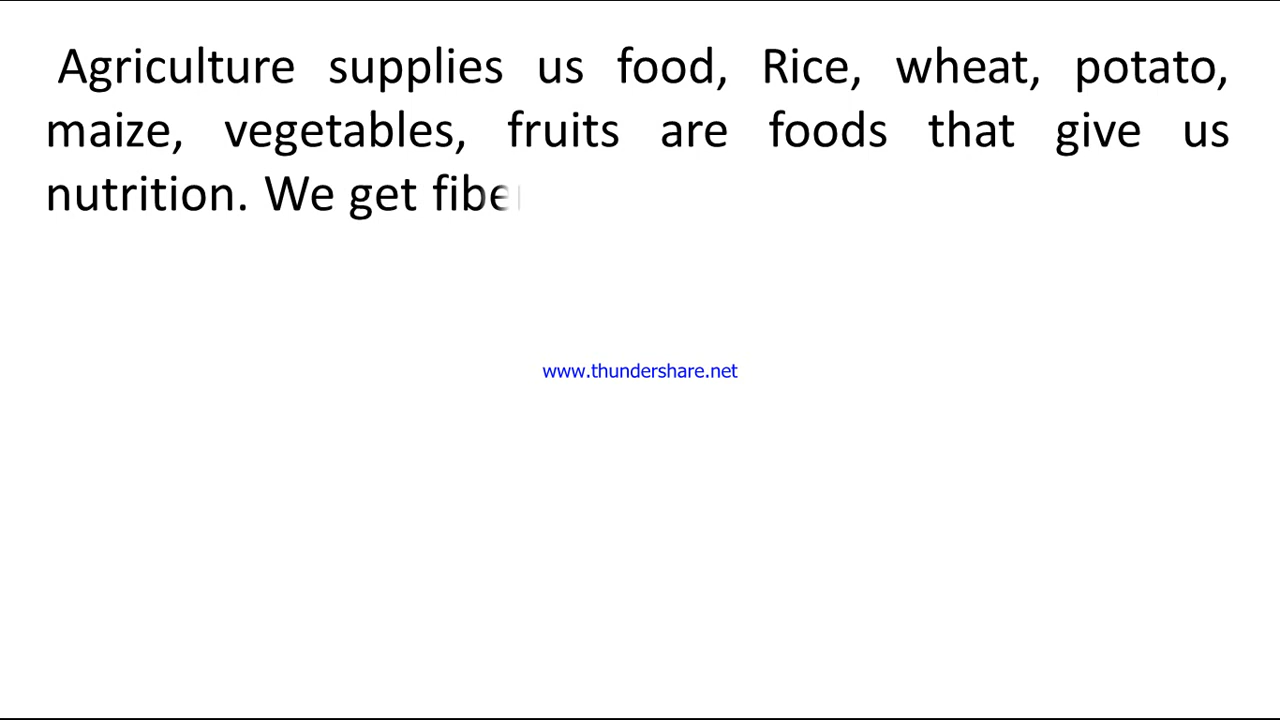 Agriculture supplies us food, Rice, wheat, potato,
maize, vegetables, fruits are foods that give us
nutrition. We get fibe
www.thundershare.net